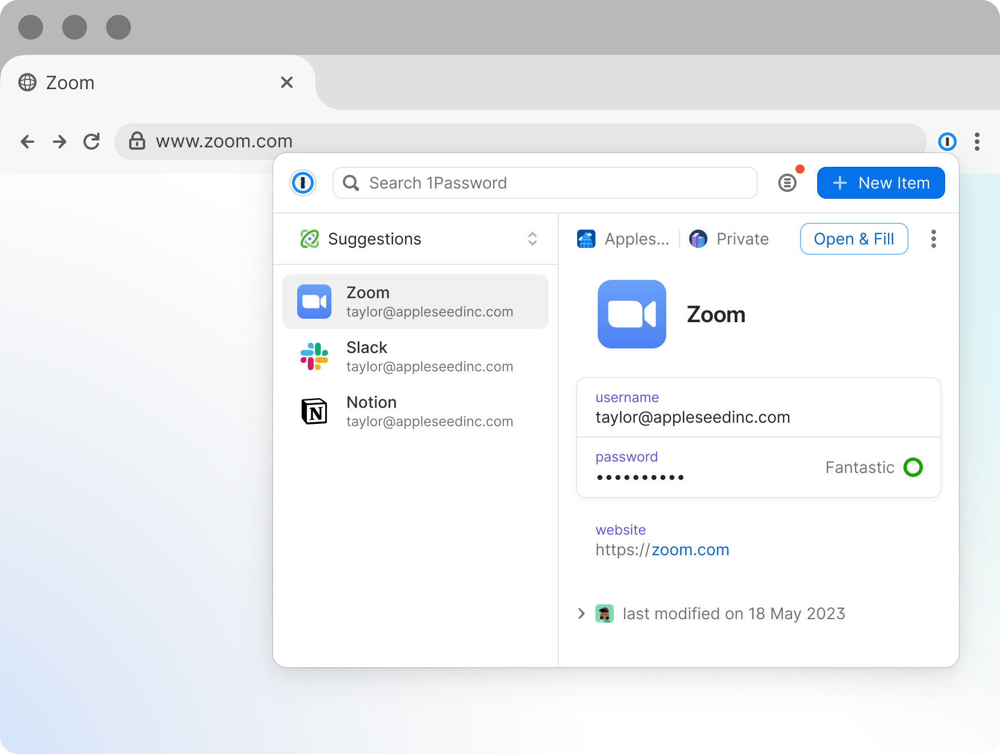 Zoom
www.zoom.com
Search 1Password
New Item
Suggestions
Apples...
Private
Open & Fill
Zoom
taylor@appleseedinc.com
Slack
taylor@appleseedinc.com
N
Notion
taylor@appleseedinc.com
Zoom
username
taylor@appleseedinc.com
password
••••••••••
Fantastic
website
https://zoom.com
last modified on 18 May 2023